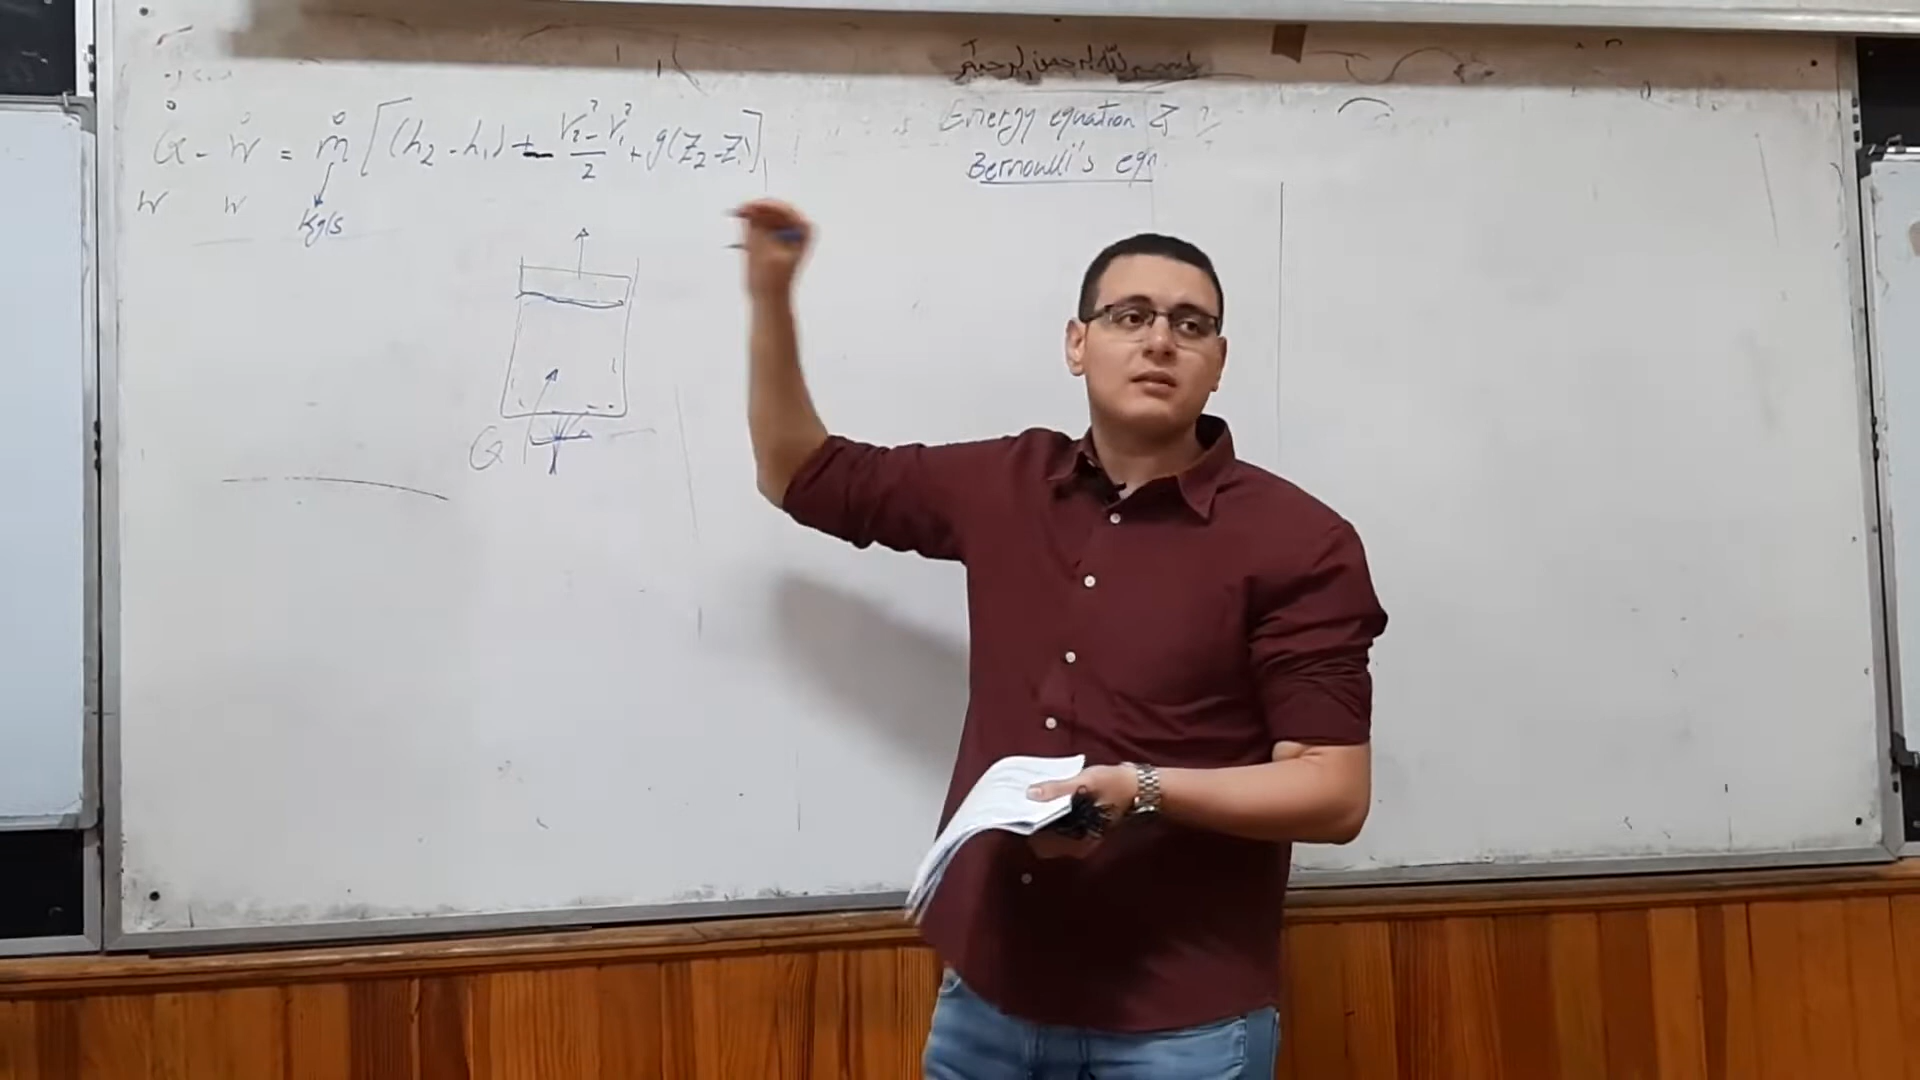 بسم الله الرحمن الرحيم
Energy equation &
Bernoulli's eqn.
Q̇ - Ẇ = ṁ [(h₂ - h₁) + (V₂² - V₁²)/2 + g(Z₂ - Z₁)]
W W Kg/s
Q